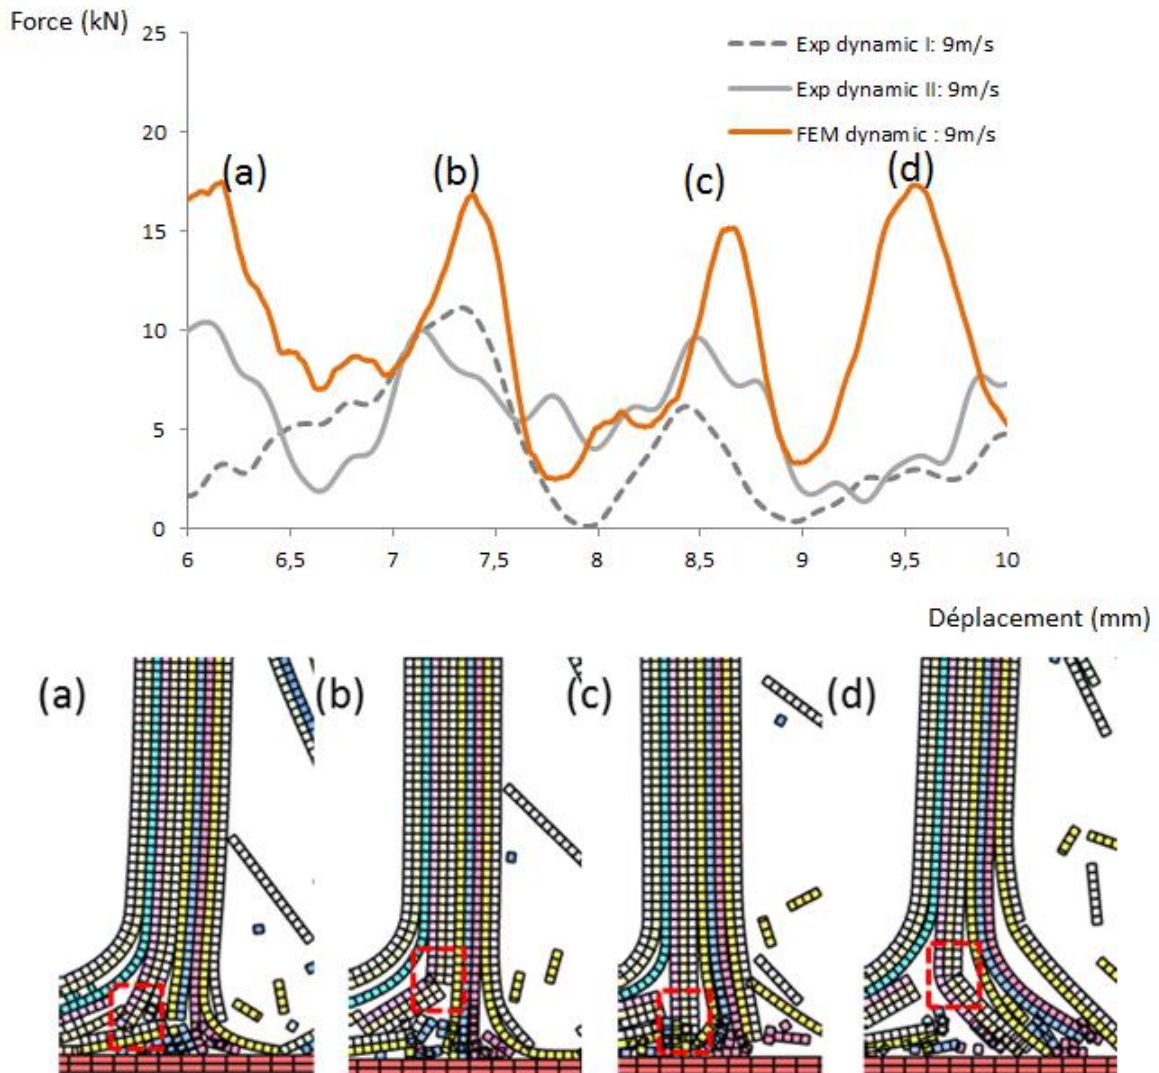 Force (kN)
25
20
15
10
5
0
Exp dynamic I: 9m/s
Exp dynamic II: 9m/s
FEM dynamic : 9m/s
(a)
(b)
(c)
(d)
6
6,5
7
7,5
8
8,5
9
9,5
10
Déplacement (mm)
(a)
(b)
(c)
(d)